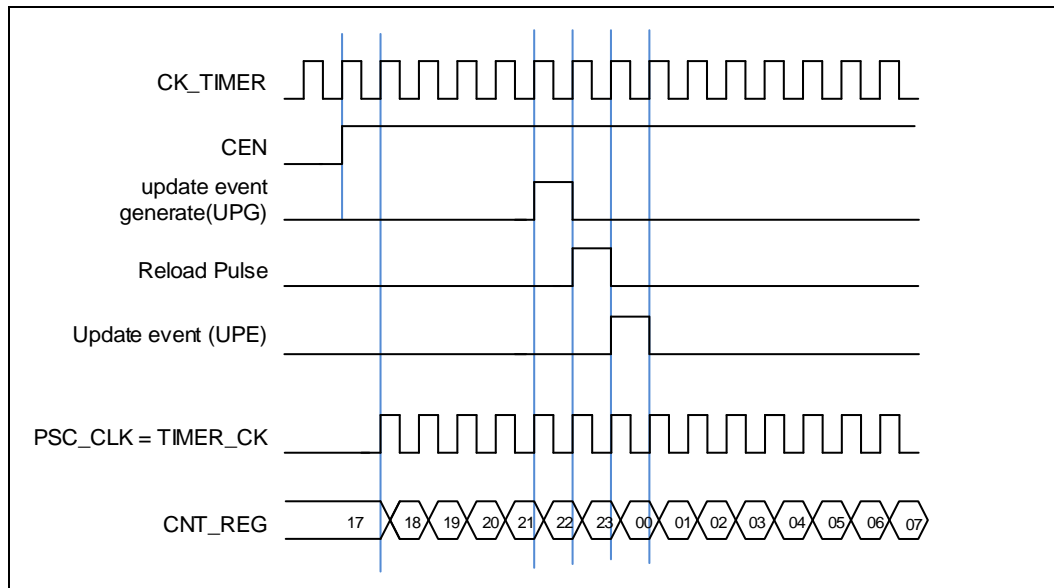 CK_TIMER
CEN
update event
generate(UPG)
Reload Pulse
Update event (UPE)
PSC_CLK = TIMER_CK
CNT_REG 17 18 19 20 21 22 23 00 01 02 03 04 05 06 07